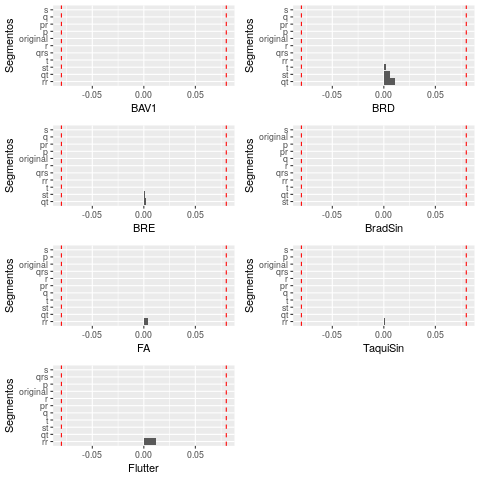 Segmentos
s
q
pr
p
original
r
qrs
t
st
qt
rr
-0.05 0.00 0.05
BAV1
Segmentos
s
q
p
pr
original
r
qrs
t
st
qt
rr
-0.05 0.00 0.05
BRD
Segmentos
s
q
pr
p
original
r
qrs
rr
t
st
qt
-0.05 0.00 0.05
BRE
Segmentos
s
original
pr
p
q
r
qrs
rr
t
qt
st
-0.05 0.00 0.05
BradSin
Segmentos
s
p
original
qrs
r
pr
q
t
st
qt
rr
-0.05 0.00 0.05
FA
Segmentos
s
p
original
qrs
r
pr
q
t
st
qt
rr
-0.05 0.00 0.05
TaquiSin
Segmentos
s
qrs
p
original
r
pr
q
t
st
qt
rr
-0.05 0.00 0.05
Flutter